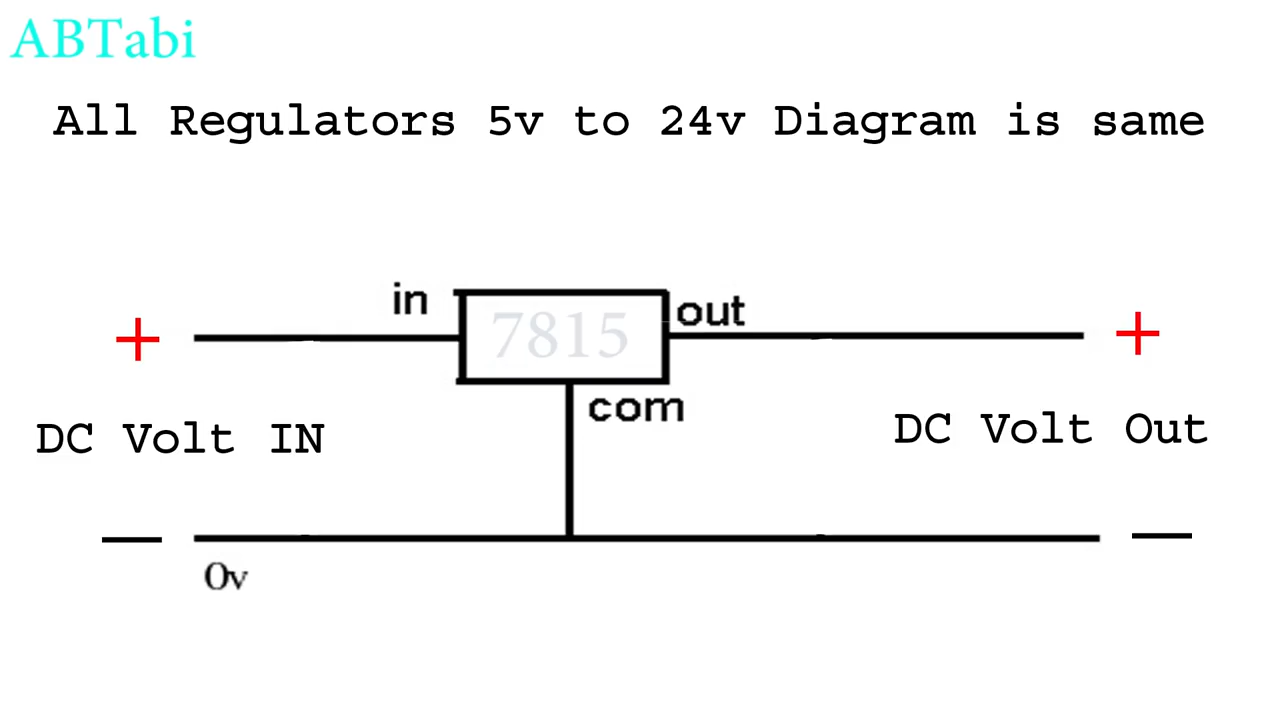 ABTabi
All Regulators 5v to 24v Diagram is same
in
7815
out
+
+
com
DC Volt IN
DC Volt Out
—
—
0v